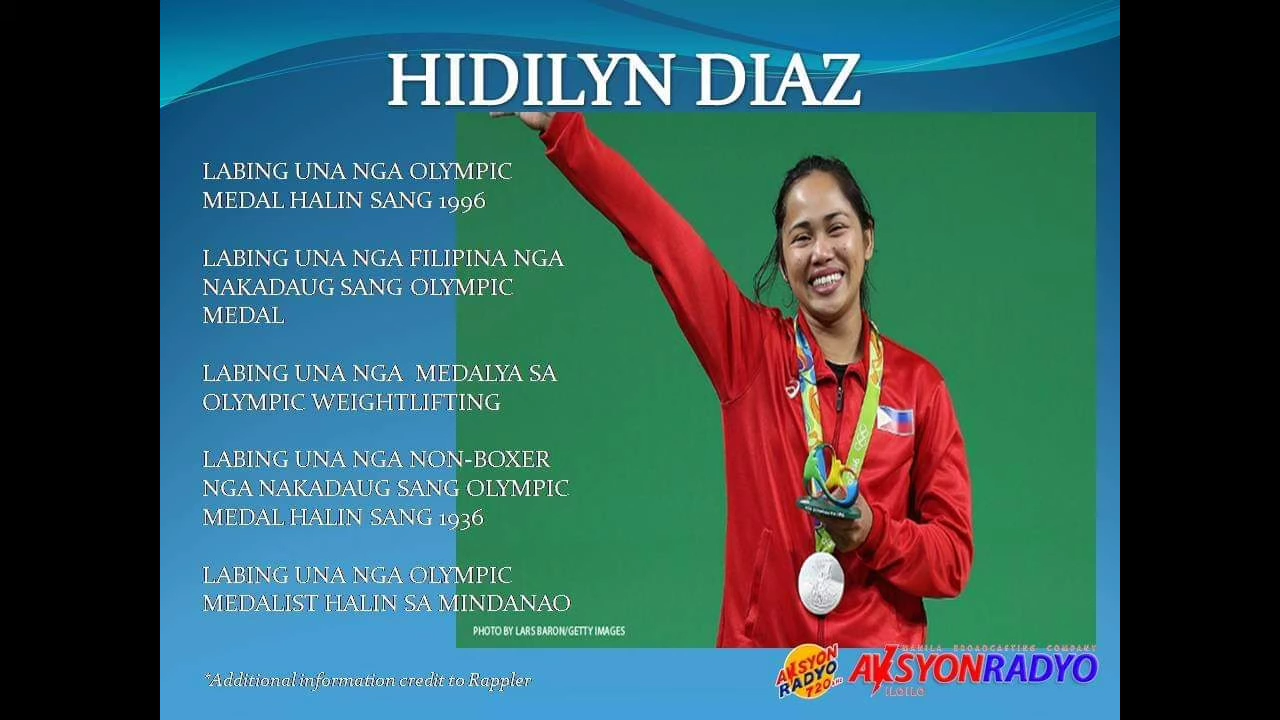 HIDILYN DIAZ
LABING UNA NGA OLYMPIC
MEDAL HALIN SANG 1996
LABING UNA NGA FILIPINA NGA
NAKADAUG SANG OLYMPIC
MEDAL
LABING UNA NGA MEDALYA SA
OLYMPIC WEIGHTLIFTING
LABING UNA NGA NON-BOXER
NGA NAKADAUG SANG OLYMPIC
MEDAL HALIN SANG 1936
LABING UNA NGA OLYMPIC
MEDALIST HALIN SA MINDANAO
PHOTO BY LARS BARON/GETTY IMAGES
*Additional information credit to Rappler
AKSYON
RADYO
720
MANILA BROADCASTING COMPANY
AKSYONRADYO
ILOILO